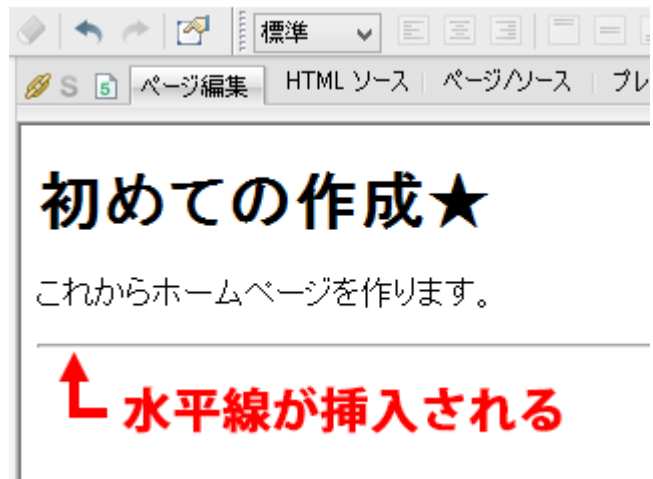 標準
S 5 ページ編集 HTML ソース ページ/ソース プレ
初めての作成★
これからホームページを作ります。
水平線が挿入される